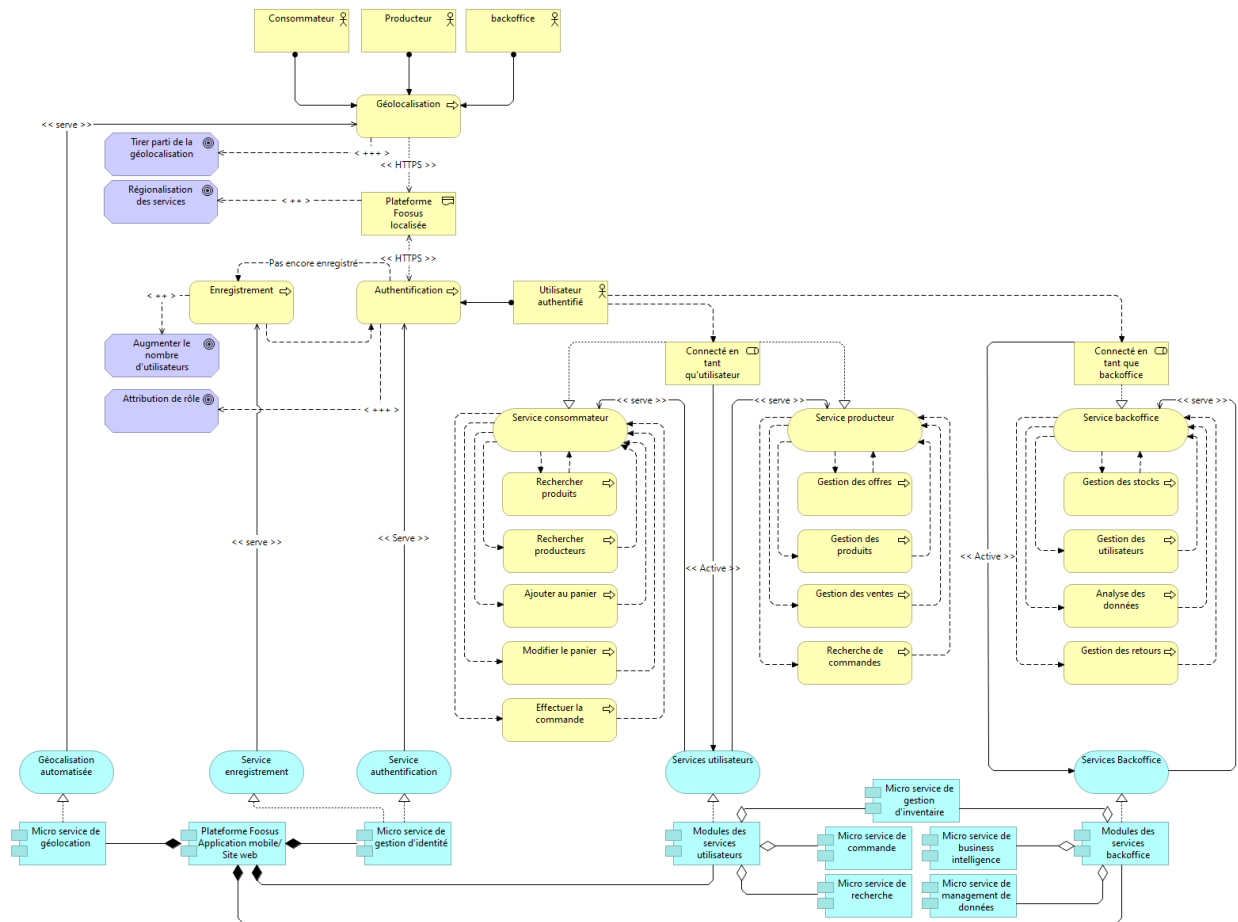 Consommateur
Producteur
backoffice
Géolocalisation
<< serve >>
Tirer parti de la
géolocalisation
< +++ >
<< HTTPS >>
Régionalisation
des services
< ++ >
Plateforme
Foosus
localisée
<< HTTPS >>
Pas encore enregistré
Enregistrement
Authentification
Utilisateur
authentifié
< ++ >
Augmenter le
nombre
d'utilisateurs
Attribution de rôle
< +++ >
Connecté en
tant
qu'utilisateur
Connecté en
tant que
backoffice
<< serve >>
<< serve >>
<< serve >>
Service consommateur
Service producteur
Service backoffice
Rechercher
produits
Gestion des offres
Gestion des stocks
<< serve >>
<< Serve >>
Rechercher
producteurs
Gestion des
produits
Gestion des
utilisateurs
<< Active >>
<< Active >>
Ajouter au panier
Gestion des ventes
Analyse des
données
Modifier le panier
Recherche de
commandes
Gestion des retours
Effectuer la
commande
Géocalisation
automatisée
Service
enregistrement
Service
authentification
Services utilisateurs
Services Backoffice
Micro service de
gestion
d'inventaire
Micro service de
géolocation
Plateforme Foosus
Application mobile/
Site web
Micro service de
gestion d'identité
Modules des
services
utilisateurs
Micro service de
commande
Micro service de
business
intelligence
Modules des
services
backoffice
Micro service de
recherche
Micro service de
management de
données